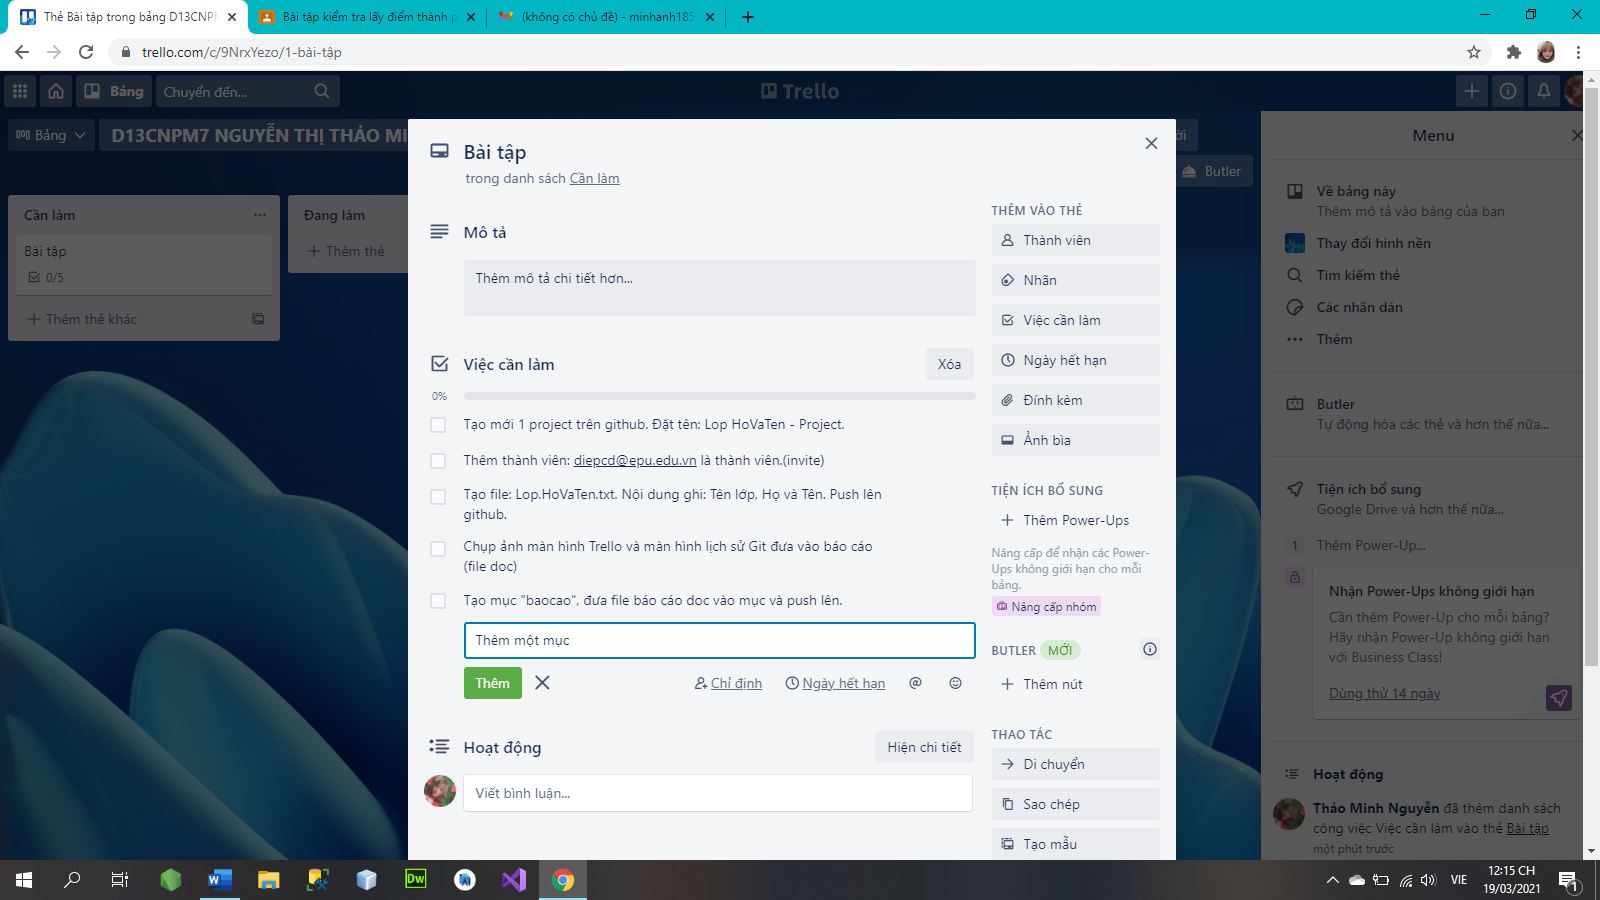 Thẻ Bài tập trong bảng D13CNPM
Bài tập kiểm tra lấy điểm thành p
(không có chủ đề) - minhanh185
trello.com/c/9NrxYezo/1-bài-tập
Bảng
Chuyển đến...
Trello
Bảng
D13CNPM7 NGUYỄN THỊ THẢO MI
Butler
Cần làm
Bài tập
0/5
Thêm thẻ khác
Đang làm
Thêm thẻ
Bài tập
trong danh sách Cần làm
Mô tả
Thêm mô tả chi tiết hơn...
Việc cần làm
Xóa
0%
Tạo mới 1 project trên github. Đặt tên: Lop HoVaTen - Project.
Thêm thành viên: diepcd@epu.edu.vn là thành viên.(invite)
Tạo file: Lop.HoVaTen.txt. Nội dung ghi: Tên lớp, Họ và Tên. Push lên
github.
Chụp ảnh màn hình Trello và màn hình lịch sử Git đưa vào báo cáo
(file doc)
Tạo mục "baocao", đưa file báo cáo doc vào mục và push lên.
Thêm một mục
Thêm
Chỉ định
Ngày hết hạn
Hoạt động
Hiện chi tiết
Viết bình luận...
THÊM VÀO THẺ
Thành viên
Nhãn
Việc cần làm
Ngày hết hạn
Đính kèm
Ảnh bìa
TIỆN ÍCH BỔ SUNG
Thêm Power-Ups
Nâng cấp để nhận các Power-
Ups không giới hạn cho mỗi
bảng.
Nâng cấp nhóm
BUTLER MỚI
Thêm nút
THAO TÁC
Di chuyển
Sao chép
Tạo mẫu
Menu
Về bảng này
Thêm mô tả vào bảng của bạn
Thay đổi hình nền
Tìm kiếm thẻ
Các nhãn dán
Thêm
Butler
Tự động hóa các thẻ và hơn thế nữa...
Tiện ích bổ sung
Google Drive và hơn thế nữa...
1 Thêm Power-Up...
Nhận Power-Ups không giới hạn
Cần thêm Power-Up cho mỗi bảng?
Hãy nhận Power-Up không giới hạn
với Business Class!
Dùng thử 14 ngày
Hoạt động
Thảo Minh Nguyễn đã thêm danh sách
công việc Việc cần làm vào thẻ Bài tập
một phút trước
Dw
VIE
12:15 CH
19/03/2021
1